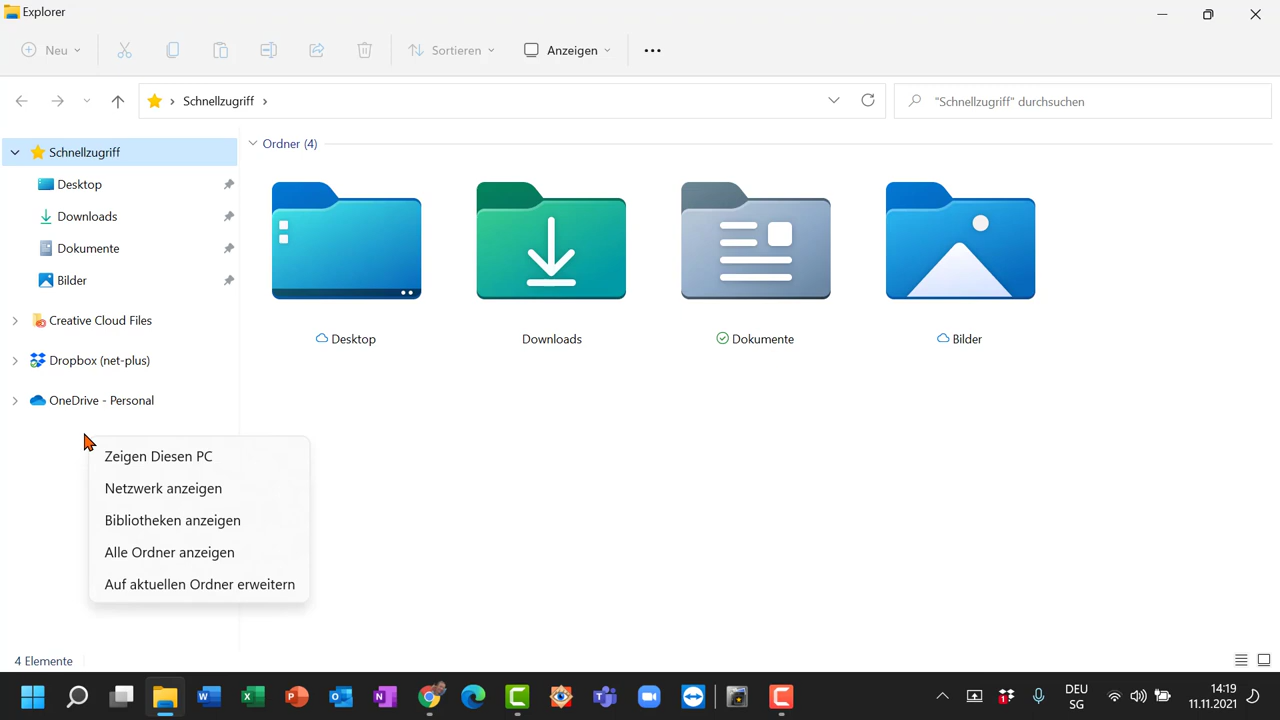 Explorer
Neu
Sortieren
Anzeigen
Schnellzugriff
"Schnellzugriff" durchsuchen
Schnellzugriff
Desktop
Downloads
Dokumente
Bilder
Creative Cloud Files
Dropbox (net-plus)
OneDrive - Personal
Ordner (4)
Desktop
Downloads
Dokumente
Bilder
Zeigen Diesen PC
Netzwerk anzeigen
Bibliotheken anzeigen
Alle Ordner anzeigen
Auf aktuellen Ordner erweitern
4 Elemente
DEU
SG
14:19
11.11.2021